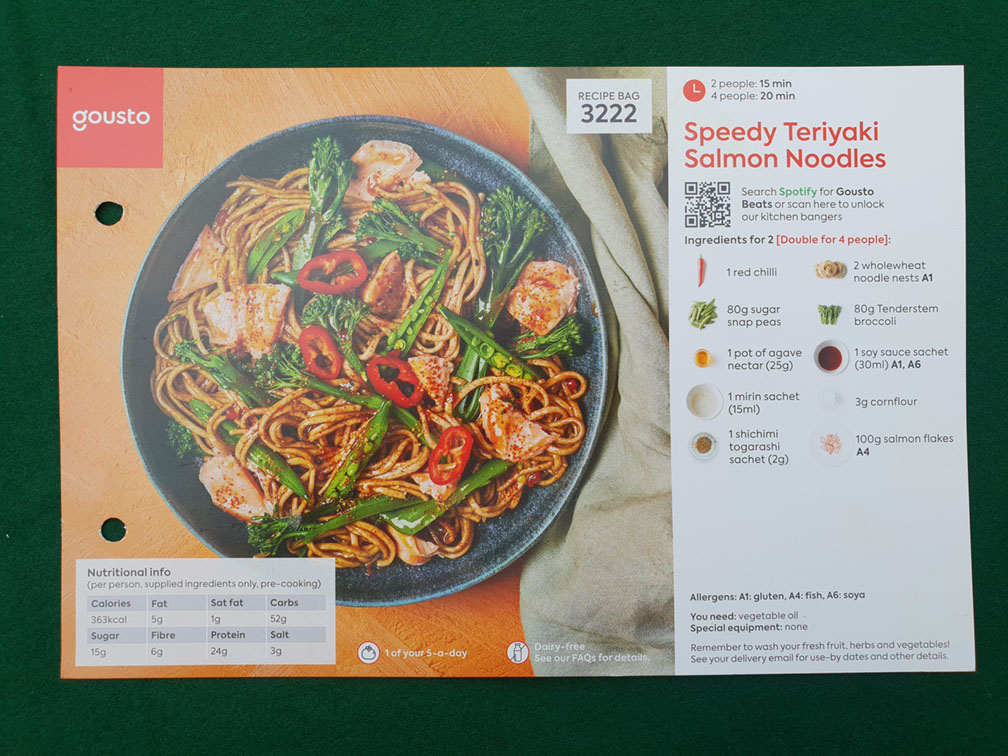 gousto
RECIPE BAG
3222
2 people: 15 min
4 people: 20 min
Speedy Teriyaki
Salmon Noodles
Search Spotify for Gousto
Beats or scan here to unlock
our kitchen bangers
Ingredients for 2 [Double for 4 people]:
1 red chilli
2 wholewheat
noodle nests A1
80g sugar
snap peas
80g Tenderstem
broccoli
1 pot of agave
nectar (25g)
1 soy sauce sachet
(30ml) A1, A6
1 mirin sachet
(15ml)
3g cornflour
1 shichimi
togarashi
sachet (2g)
100g salmon flakes
A4
Allergens: A1: gluten, A4: fish, A6: soya
You need: vegetable oil
Special equipment: none
Remember to wash your fresh fruit, herbs and vegetables!
See your delivery email for use-by dates and other details.
Nutritional info
(per person, supplied ingredients only, pre-cooking)
Calories Fat Sat fat Carbs
363kcal 5g 1g 52g
Sugar Fibre Protein Salt
15g 6g 24g 3g
1 of your 5-a-day
Dairy-free
See our FAQs for details.